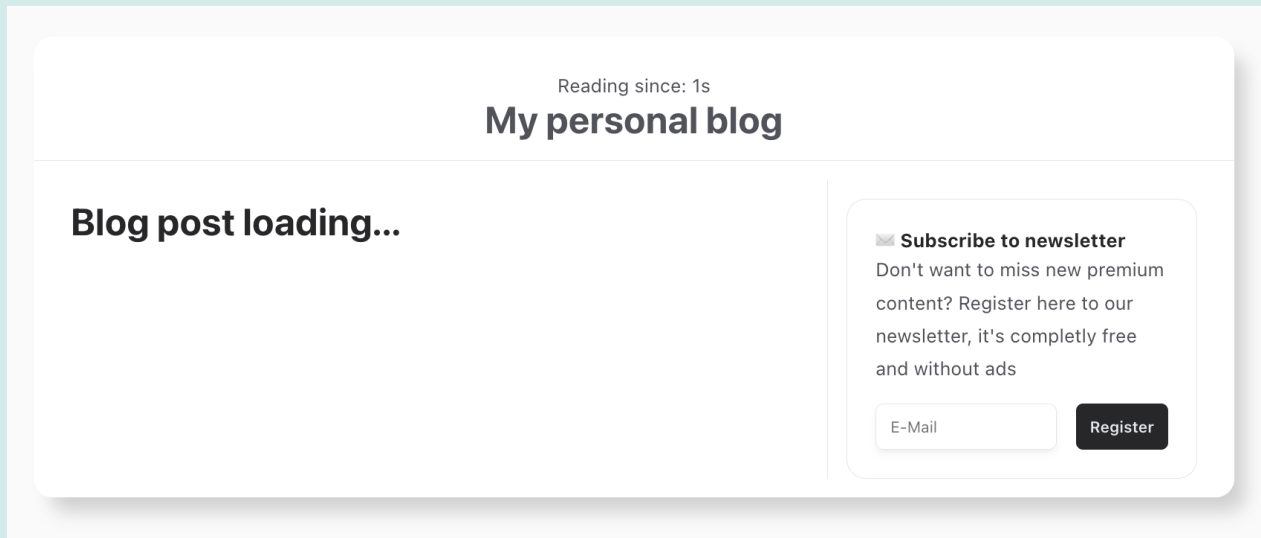 Reading since: 1s
My personal blog
Blog post loading...
✉️ Subscribe to newsletter
Don't want to miss new premium
content? Register here to our
newsletter, it's completly free
and without ads
E-Mail
Register